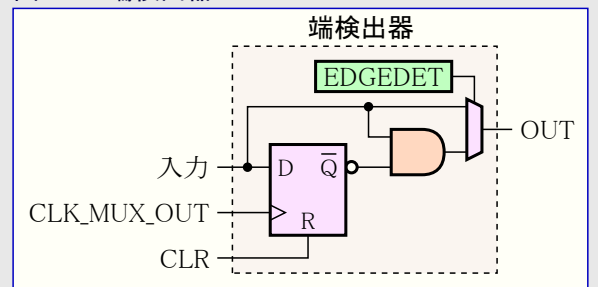 端検出器
EDGEDET
OUT
入力
D Q̅
CLK_MUX_OUT
R
CLR